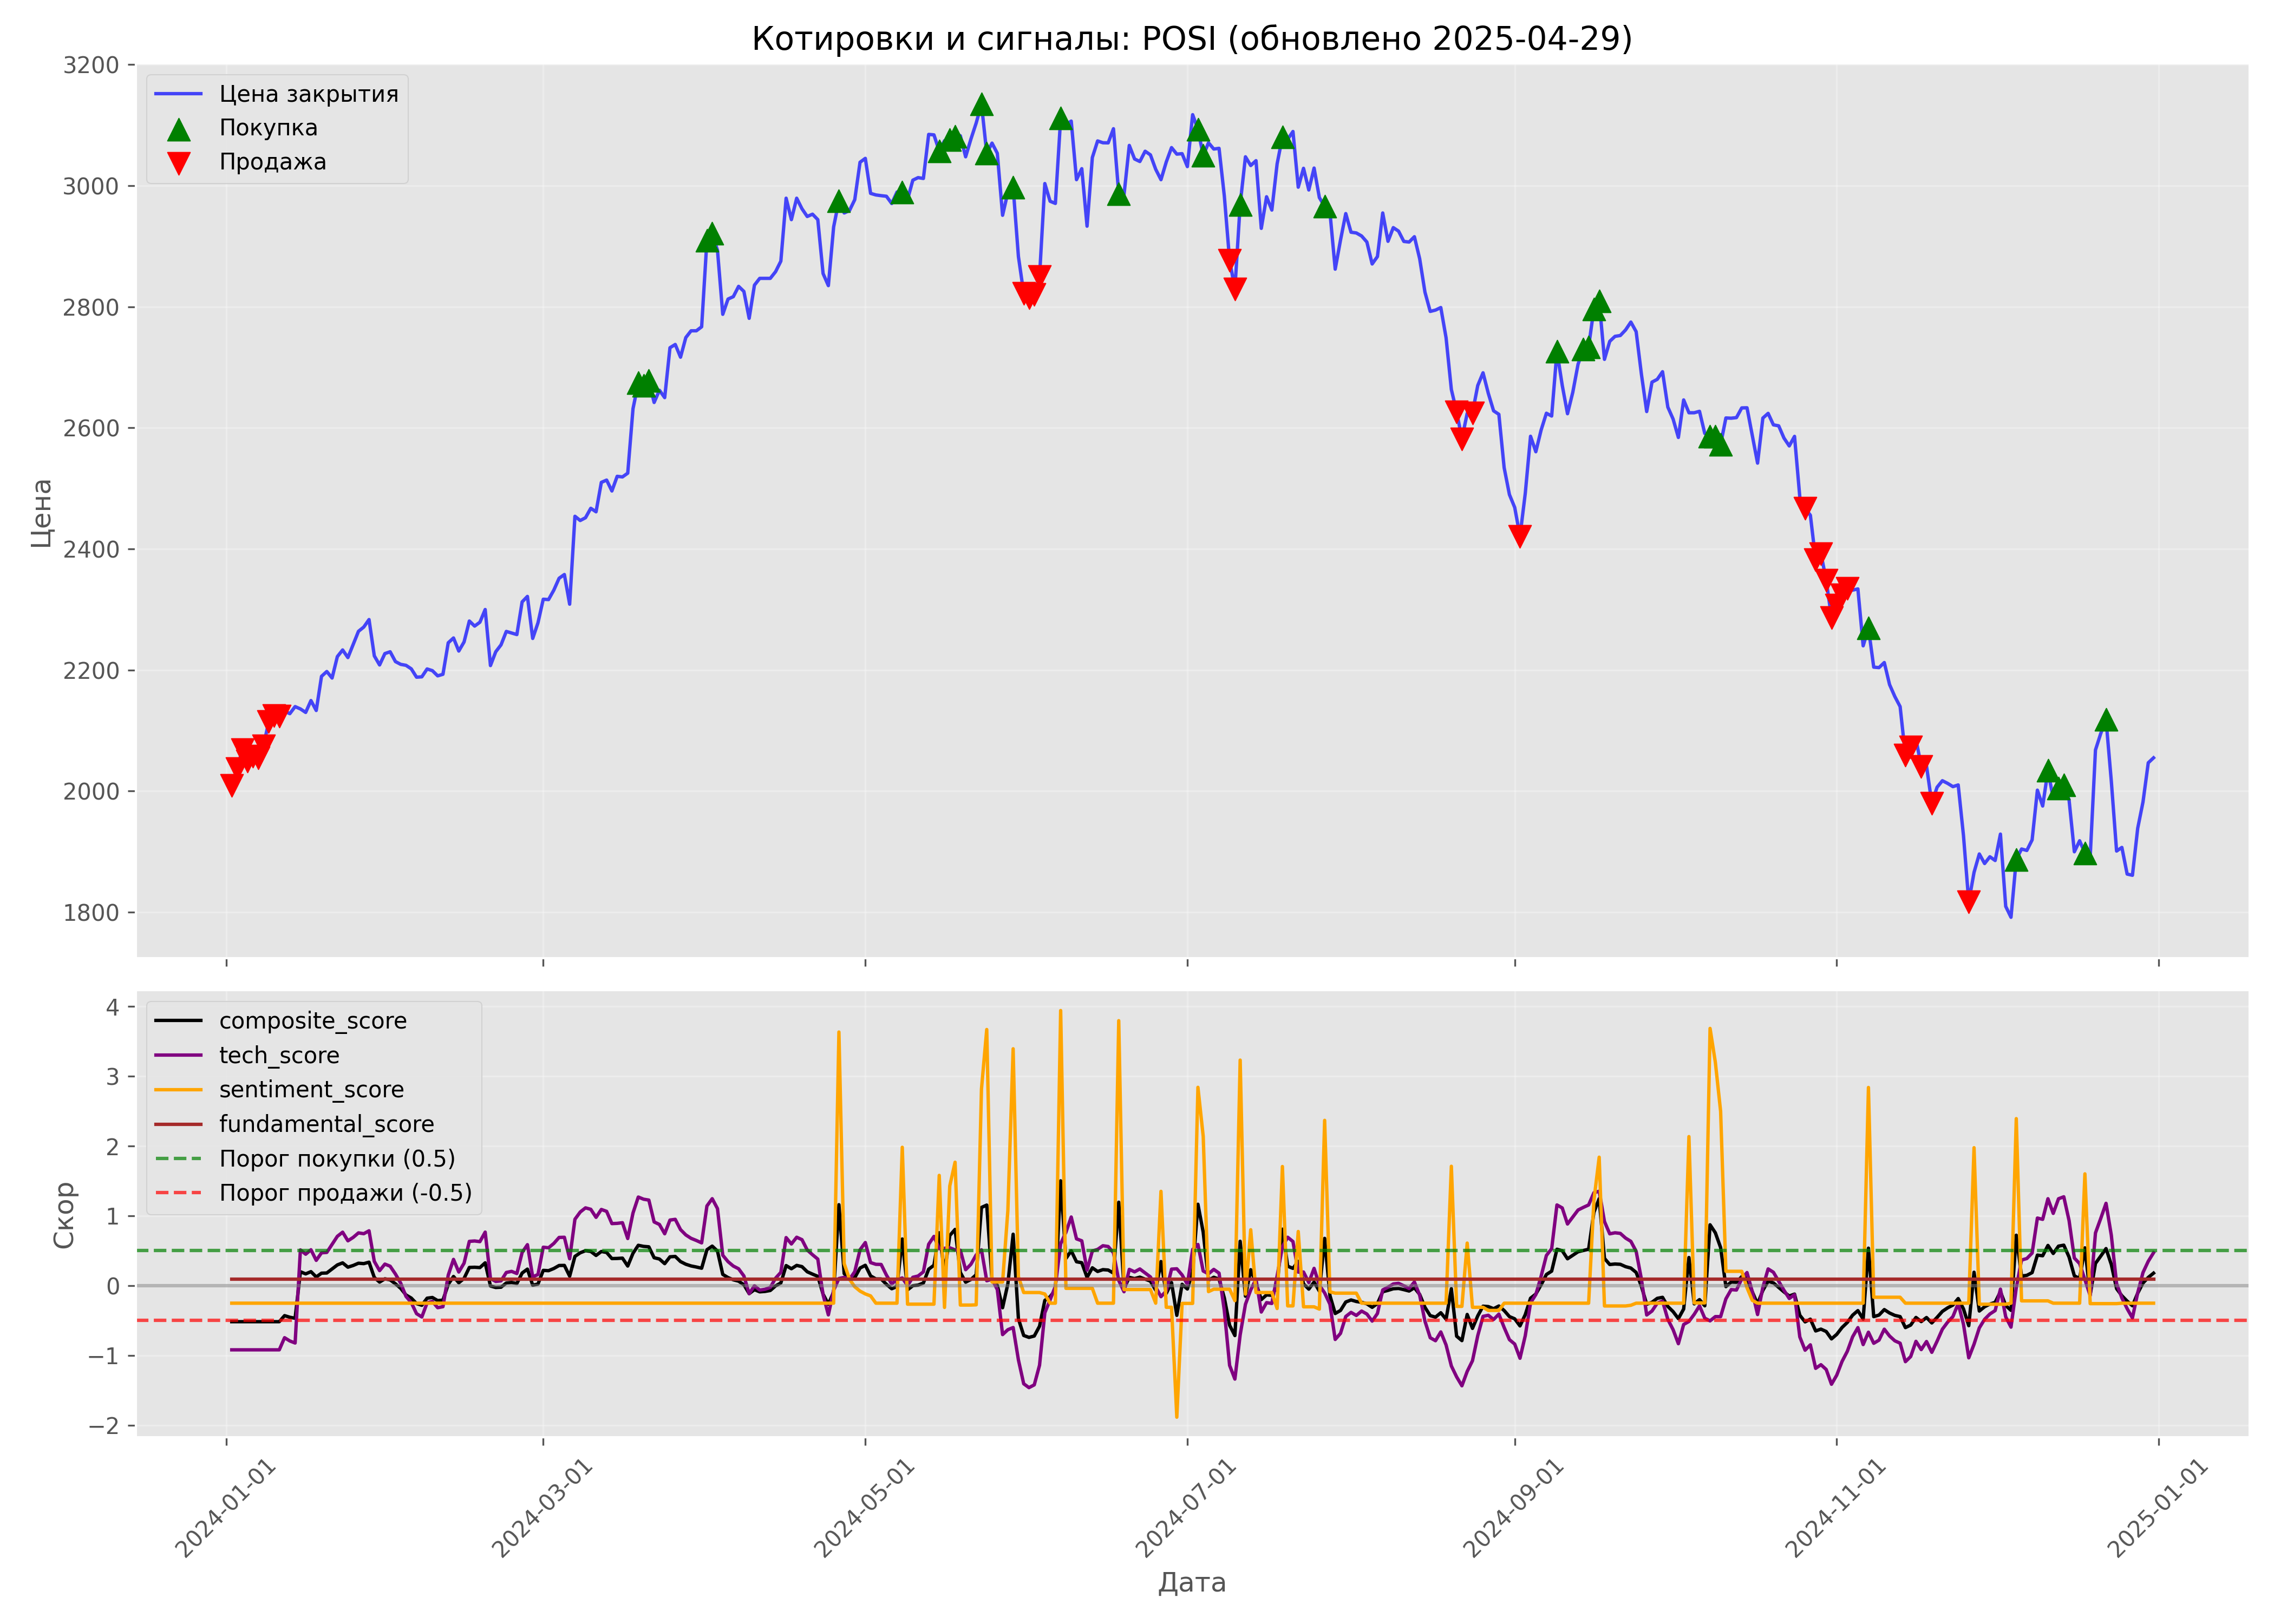 Котировки и сигналы: POSI (обновлено 2025-04-29)
3200
3000
2800
2600
2400
2200
2000
1800
Цена
Цена закрытия
Покупка
Продажа
4
3
2
1
0
−1
−2
Скор
composite_score
tech_score
sentiment_score
fundamental_score
Порог покупки (0.5)
Порог продажи (-0.5)
2024-01-01
2024-03-01
2024-05-01
2024-07-01
2024-09-01
2024-11-01
2025-01-01
Дата